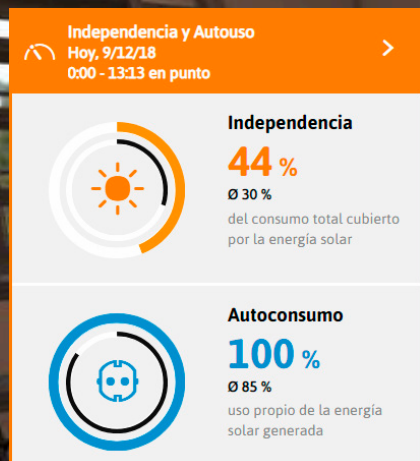 Independencia y Autouso
Hoy, 9/12/18
0:00 - 13:13 en punto
Independencia
44 %
Ø 30 %
del consumo total cubierto
por la energía solar
Autoconsumo
100 %
Ø 85 %
uso propio de la energía
solar generada